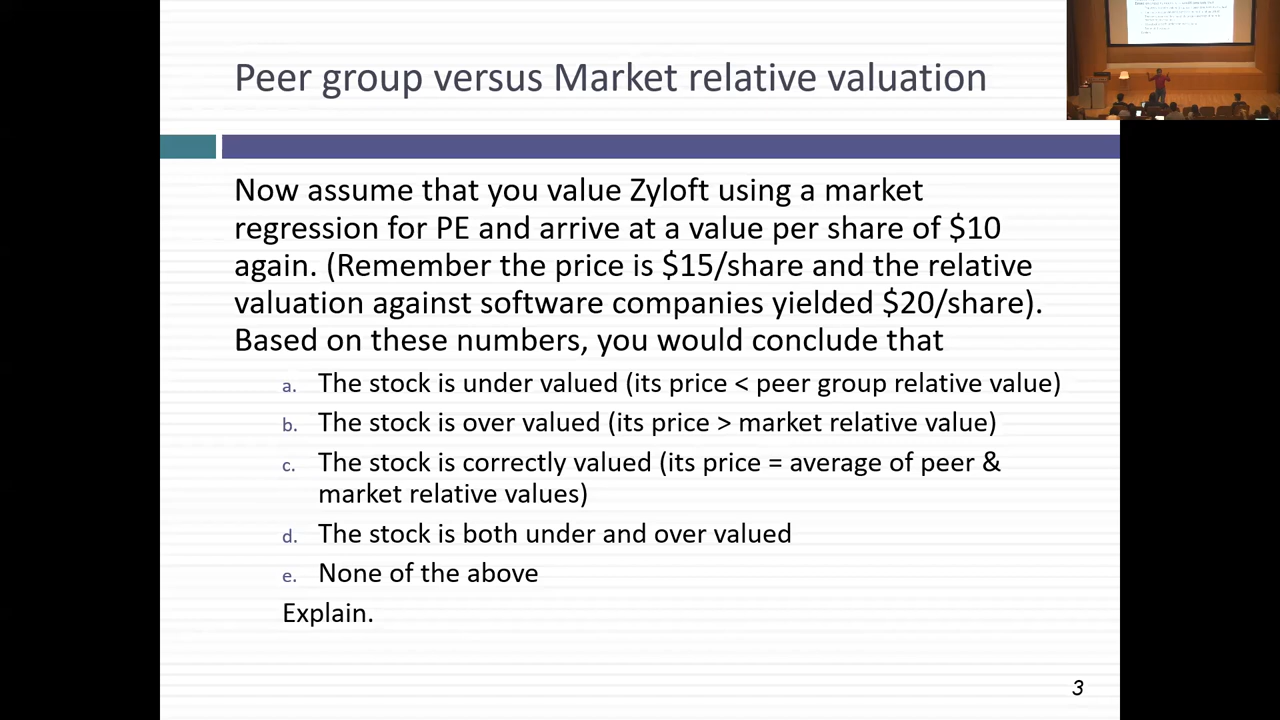 Peer group versus Market relative valuation
Now assume that you value Zyloft using a market
regression for PE and arrive at a value per share of $10
again. (Remember the price is $15/share and the relative
valuation against software companies yielded $20/share).
Based on these numbers, you would conclude that
a. The stock is under valued (its price < peer group relative value)
b. The stock is over valued (its price > market relative value)
c. The stock is correctly valued (its price = average of peer &
market relative values)
d. The stock is both under and over valued
e. None of the above
Explain.
3